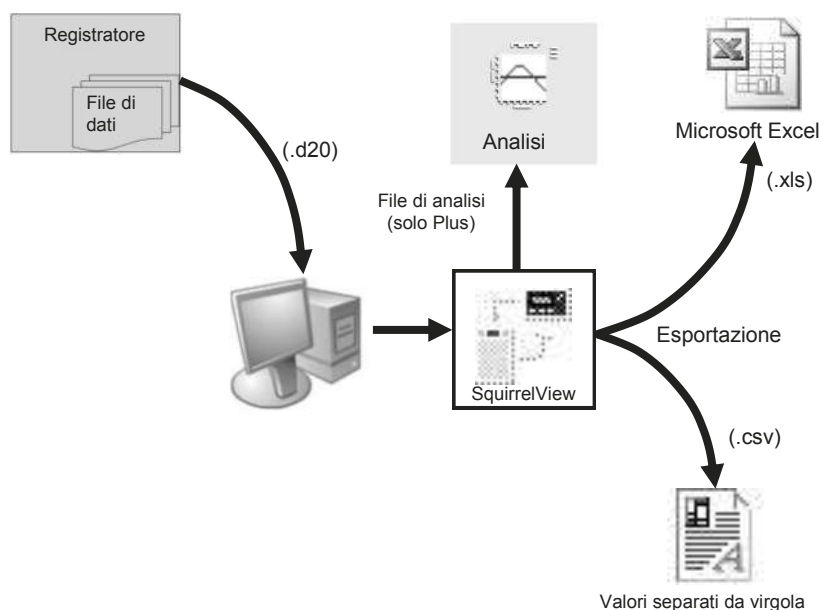 Registratore
File di
dati
(.d20)
Analisi
File di analisi
(solo Plus)
Microsoft Excel
(.xls)
SquirrelView
Esportazione
(.csv)
Valori separati da virgola